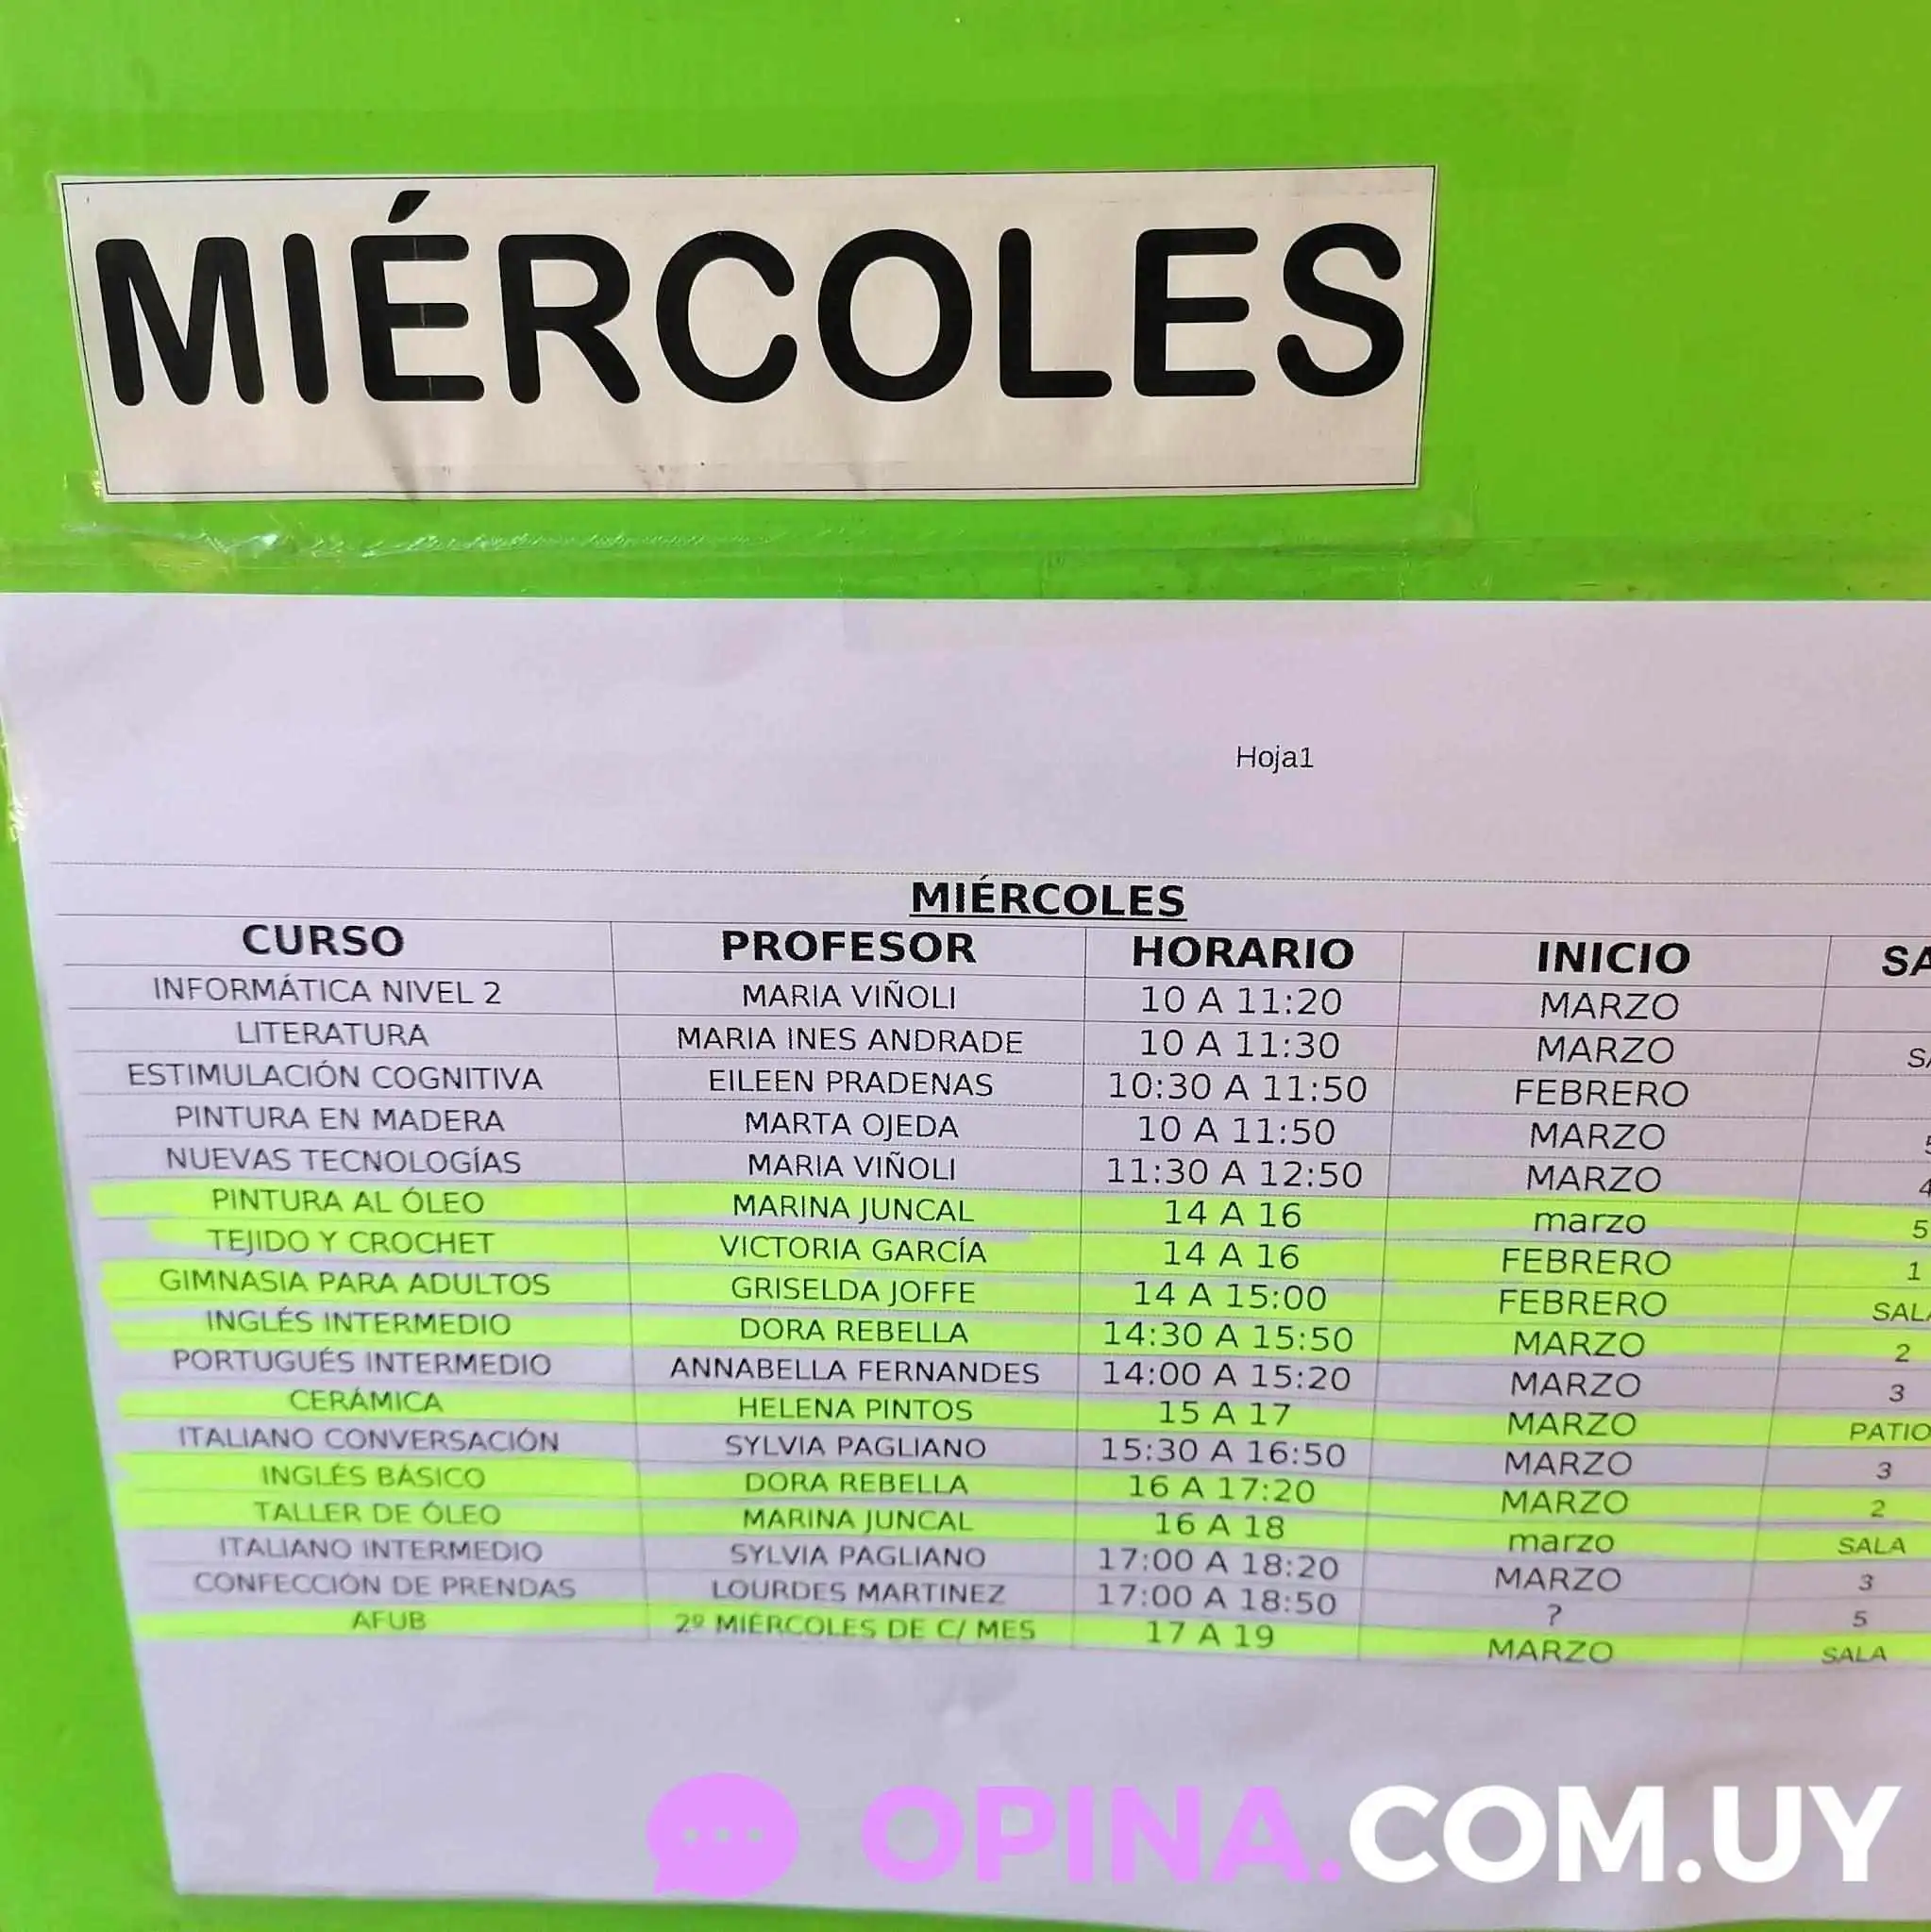 MIÉRCOLES
Hoja1
MIÉRCOLES
CURSO PROFESOR HORARIO INICIO SA
INFORMÁTICA NIVEL 2 MARIA VIÑOLI 10 A 11:20 MARZO
LITERATURA MARIA INES ANDRADE 10 A 11:30 MARZO SA
ESTIMULACIÓN COGNITIVA EILEEN PRADENAS 10:30 A 11:50 FEBRERO
PINTURA EN MADERA MARTA OJEDA 10 A 11:50 MARZO
NUEVAS TECNOLOGÍAS MARIA VIÑOLI 11:30 A 12:50 MARZO 4
PINTURA AL ÓLEO MARINA JUNCAL 14 A 16 marzo 5
TEJIDO Y CROCHET VICTORIA GARCÍA 14 A 16 FEBRERO 1
GIMNASIA PARA ADULTOS GRISELDA JOFFE 14 A 15:00 FEBRERO SALA
INGLÉS INTERMEDIO DORA REBELLA 14:30 A 15:50 MARZO 2
PORTUGUÉS INTERMEDIO ANNABELLA FERNANDES 14:00 A 15:20 MARZO 3
CERÁMICA HELENA PINTOS 15 A 17 MARZO PATIO
ITALIANO CONVERSACIÓN SYLVIA PAGLIANO 15:30 A 16:50 MARZO 3
INGLÉS BÁSICO DORA REBELLA 16 A 17:20 MARZO 2
TALLER DE ÓLEO MARINA JUNCAL 16 A 18 marzo SALA
ITALIANO INTERMEDIO SYLVIA PAGLIANO 17:00 A 18:20 MARZO 3
CONFECCIÓN DE PRENDAS LOURDES MARTINEZ 17:00 A 18:50 ? 5
AFUB 2º MIÉRCOLES DE C/ MES 17 A 19 MARZO SALA
OPINA.COM.UY